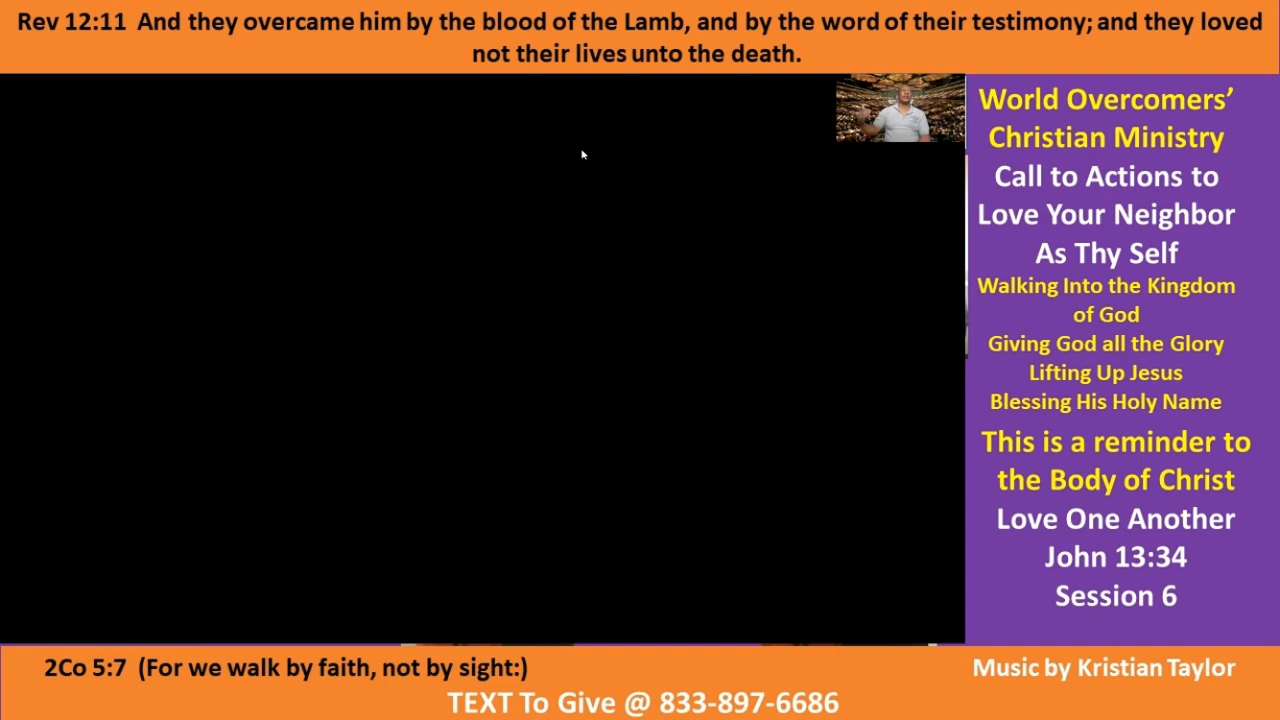 Rev 12:11  And they overcame him by the blood of the Lamb, and by the word of their testimony; and they loved
not their lives unto the death.
World Overcomers’
Christian Ministry
Call to Actions to
Love Your Neighbor
As Thy Self
Walking Into the Kingdom
of God
Giving God all the Glory
Lifting Up Jesus
Blessing His Holy Name
This is a reminder to
the Body of Christ
Love One Another
John 13:34
Session 6
2Co 5:7  (For we walk by faith, not by sight:)
Music by Kristian Taylor
TEXT To Give @ 833-897-6686